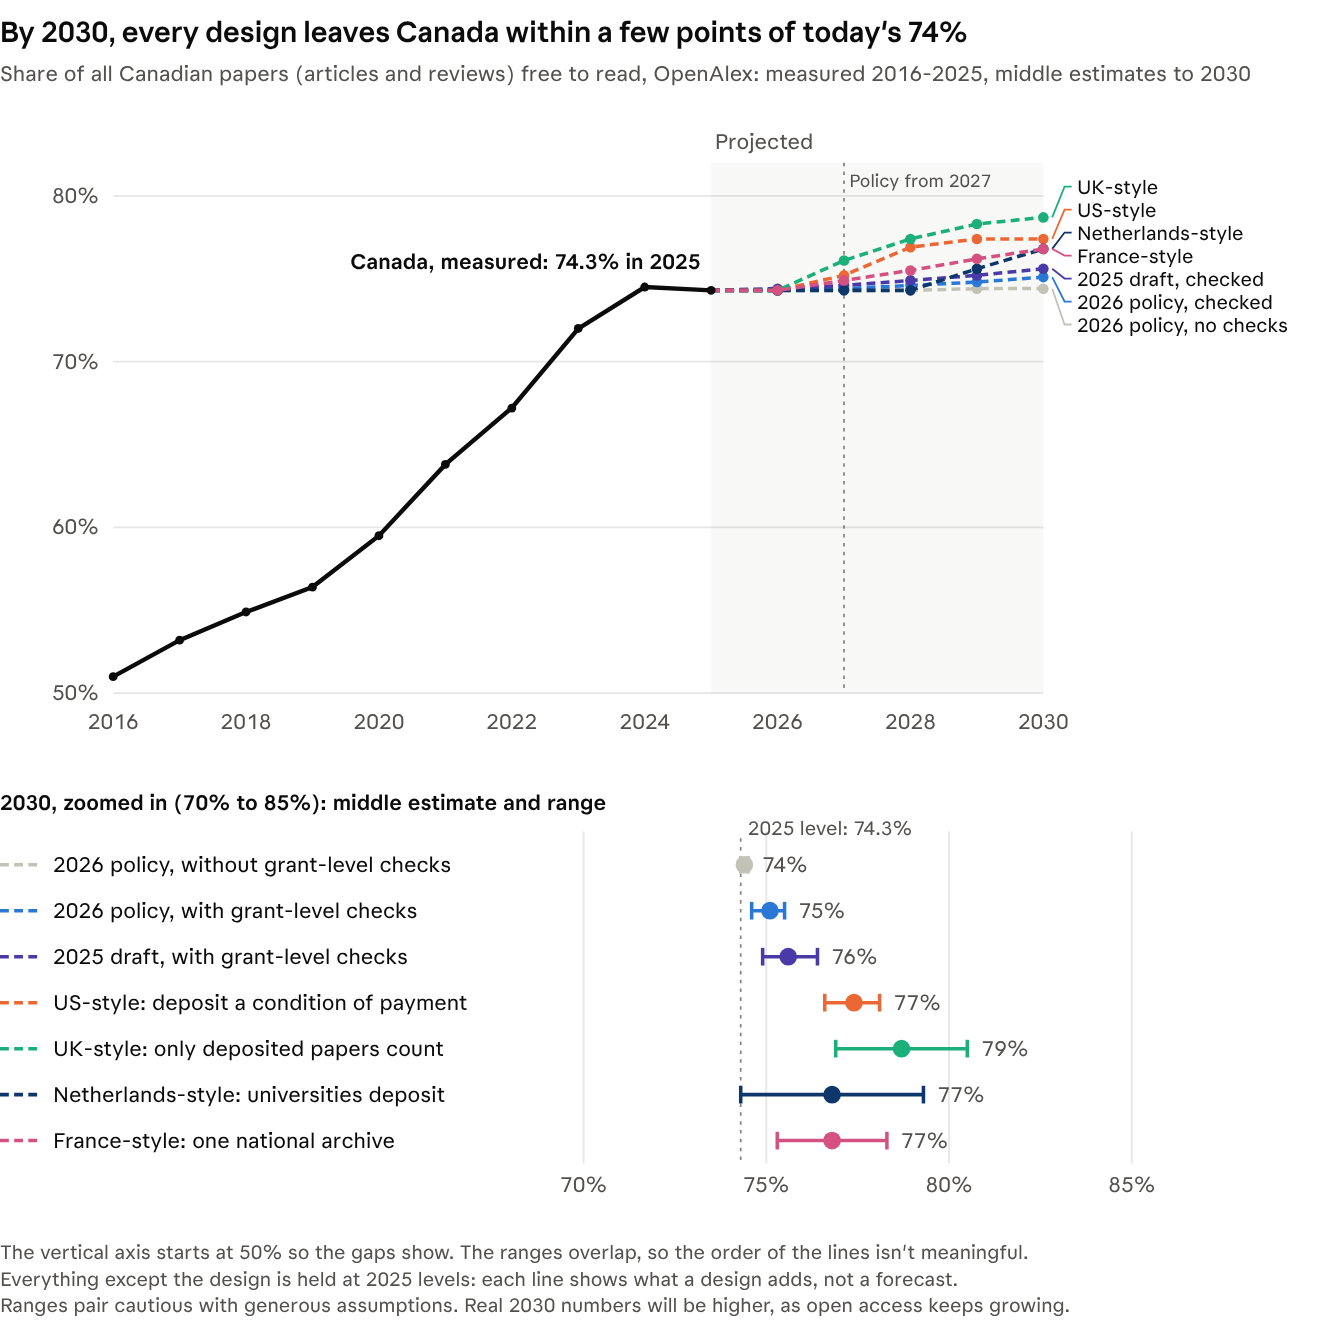 By 2030, every design leaves Canada within a few points of today's 74%
Share of all Canadian papers (articles and reviews) free to read, OpenAlex: measured 2016-2025, middle estimates to 2030
Projected
80%
Policy from 2027
UK-style
US-style
Netherlands-style
France-style
2025 draft, checked
2026 policy, checked
2026 policy, no checks
Canada, measured: 74.3% in 2025
70%
60%
50%
2016 2018 2020 2022 2024 2026 2028 2030
2030, zoomed in (70% to 85%): middle estimate and range
2025 level: 74.3%
2026 policy, without grant-level checks 74%
2026 policy, with grant-level checks 75%
2025 draft, with grant-level checks 76%
US-style: deposit a condition of payment 77%
UK-style: only deposited papers count 79%
Netherlands-style: universities deposit 77%
France-style: one national archive 77%
70% 75% 80% 85%
The vertical axis starts at 50% so the gaps show. The ranges overlap, so the order of the lines isn't meaningful.
Everything except the design is held at 2025 levels: each line shows what a design adds, not a forecast.
Ranges pair cautious with generous assumptions. Real 2030 numbers will be higher, as open access keeps growing.